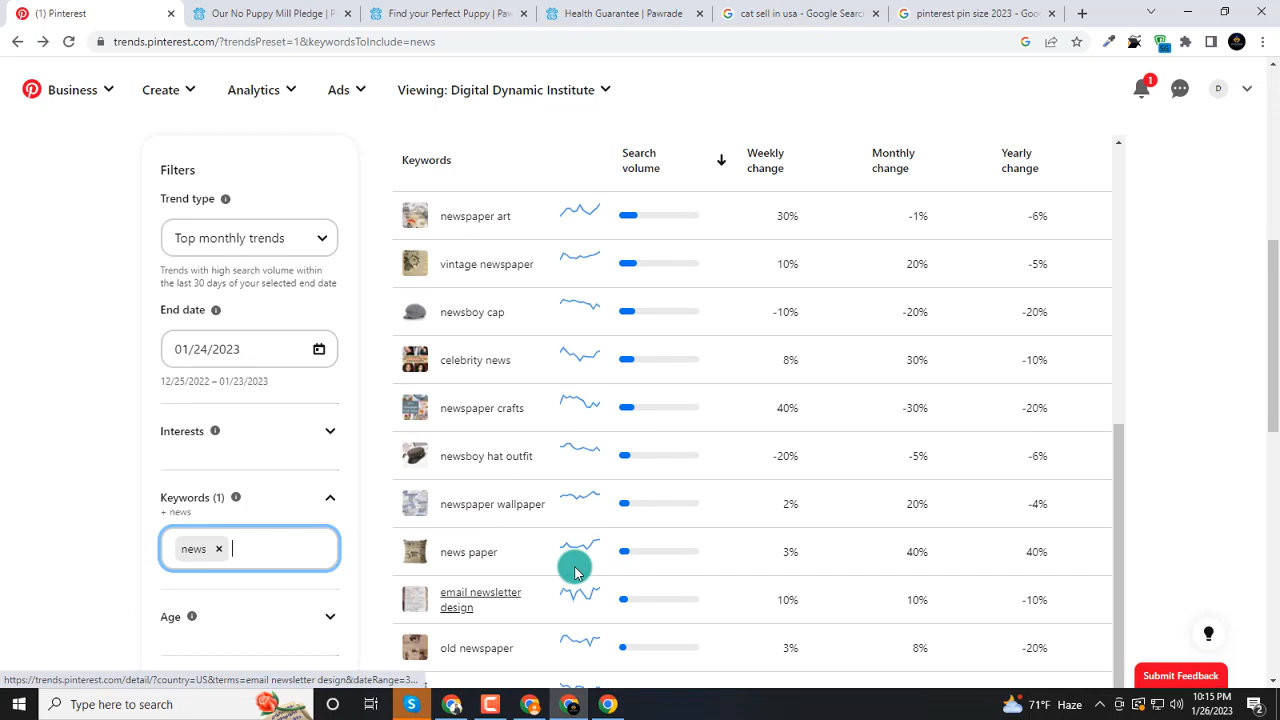 (1) Pinterest
Our No Puppy Mill Pledge | P
Find your Perfect Puppy | Paw
Health Guarantee | Pawrade
cat sell in usa - Google Search
pinterest pin size 2023 - Goo
trends.pinterest.com/?trendsPreset=1&keywordsToInclude=news
SG
Business
Create
Analytics
Ads
Viewing: Digital Dynamic Institute
1
D
Filters
Trend type
Top monthly trends
Trends with high search volume within
the last 30 days of your selected end date
End date
01/24/2023
12/25/2022 – 01/23/2023
Interests
Keywords (1)
+ news
news ×
Age
Keywords
Search
volume
Weekly
change
Monthly
change
Yearly
change
newspaper art 30% -1% -6%
vintage newspaper 10% 20% -5%
newsboy cap -10% -20% -20%
celebrity news 8% 30% -10%
newspaper crafts 40% -30% -20%
newsboy hat outfit -20% -5% -6%
newspaper wallpaper 2% 20% -4%
news paper 3% 40% 40%
email newsletter
design 10% 10% -10%
old newspaper 3% 8% -20%
Submit Feedback
https://trends.pinterest.com/detail/?country=US&terms=email newsletter design&dateRange=3...
Type here to search
71°F Haze
10:15 PM
1/26/2023
2